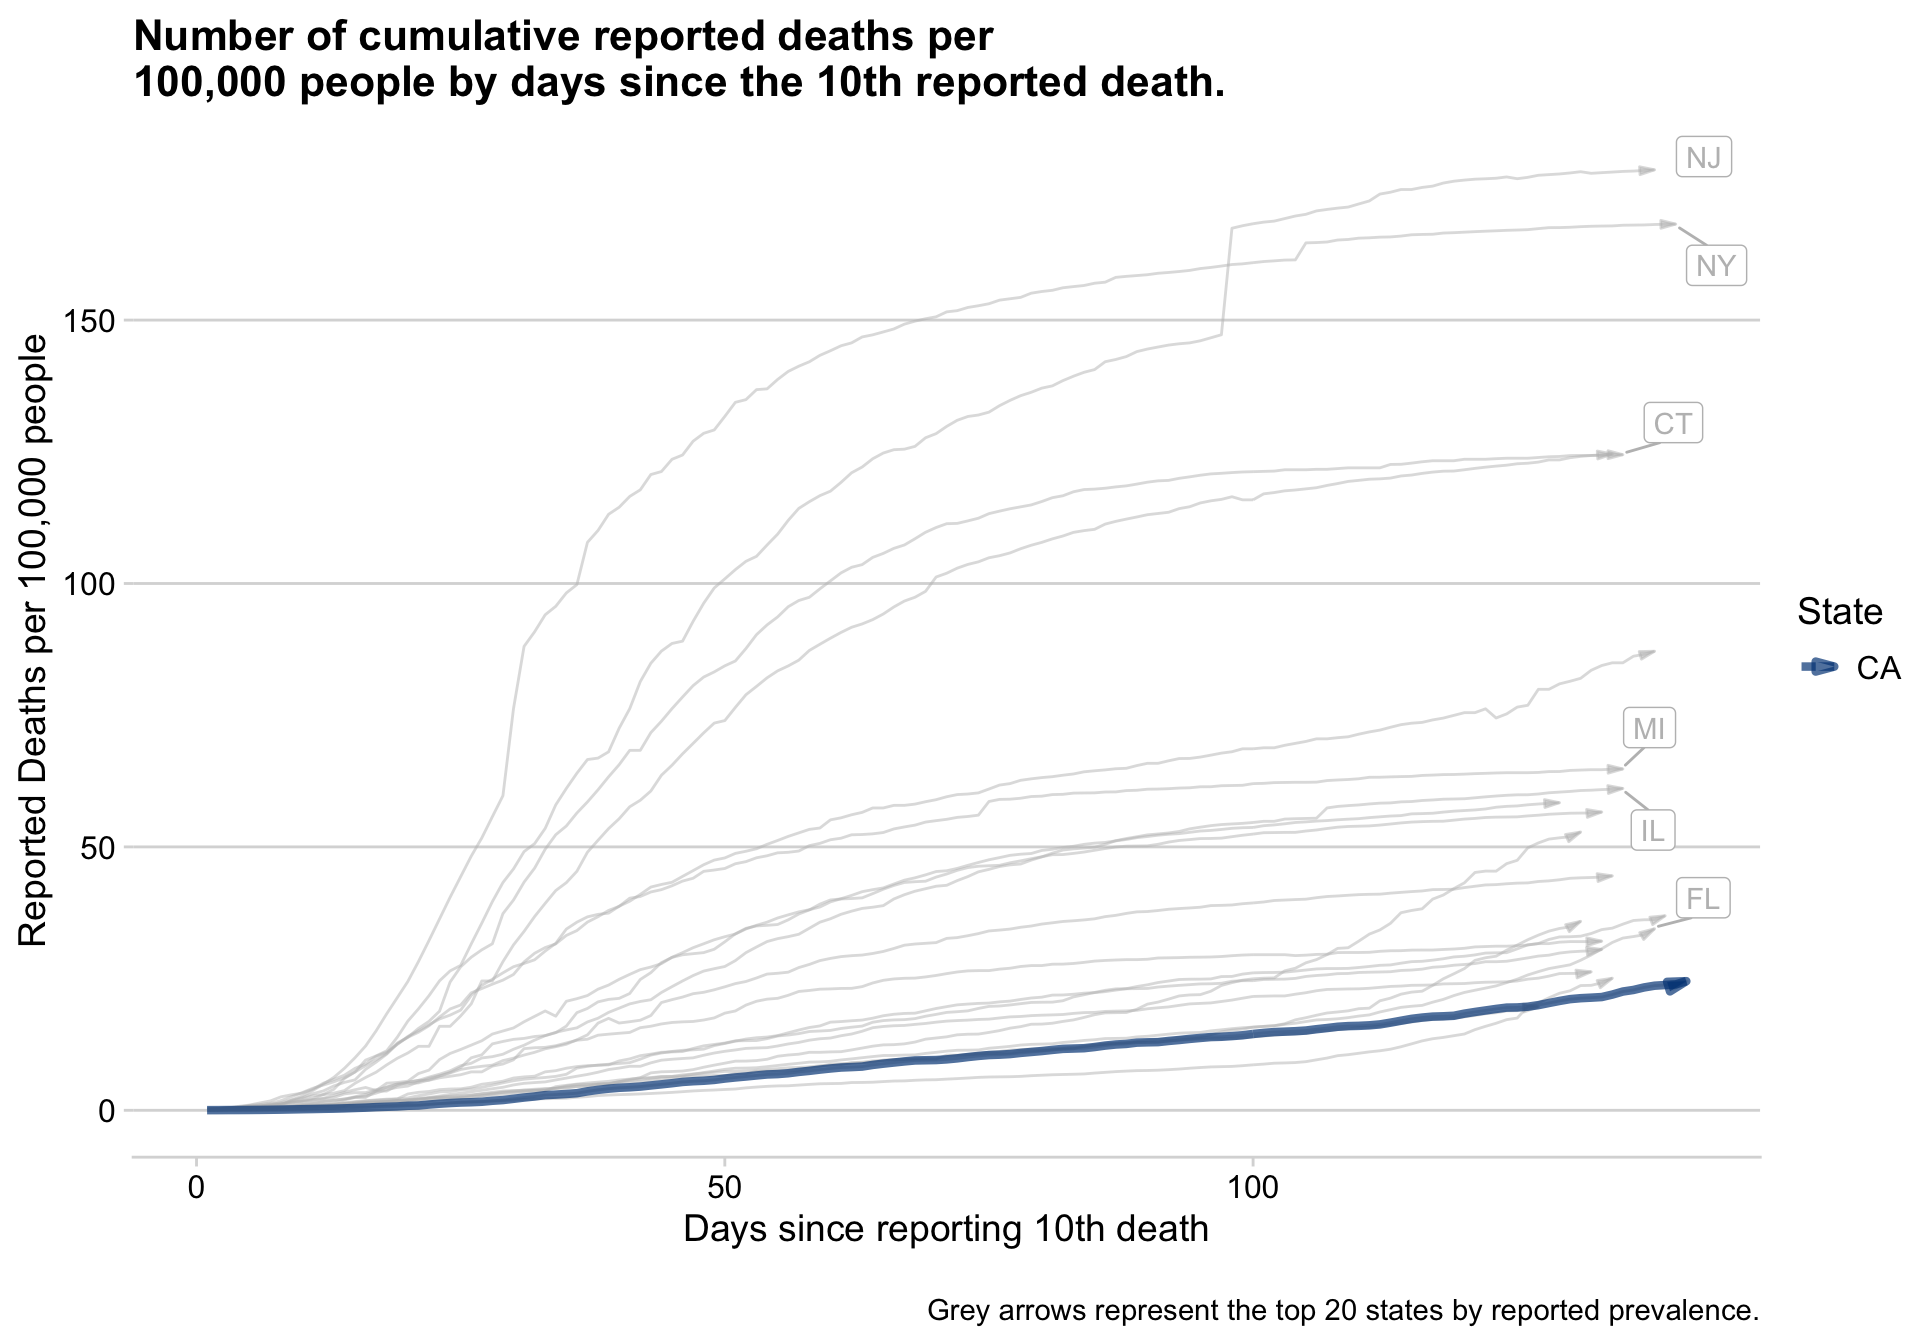 Number of cumulative reported deaths per
100,000 people by days since the 10th reported death.
Reported Deaths per 100,000 people
150
100
50
0
NJ
NY
CT
MI
IL
FL
State
CA
0
50
100
Days since reporting 10th death
Grey arrows represent the top 20 states by reported prevalence.